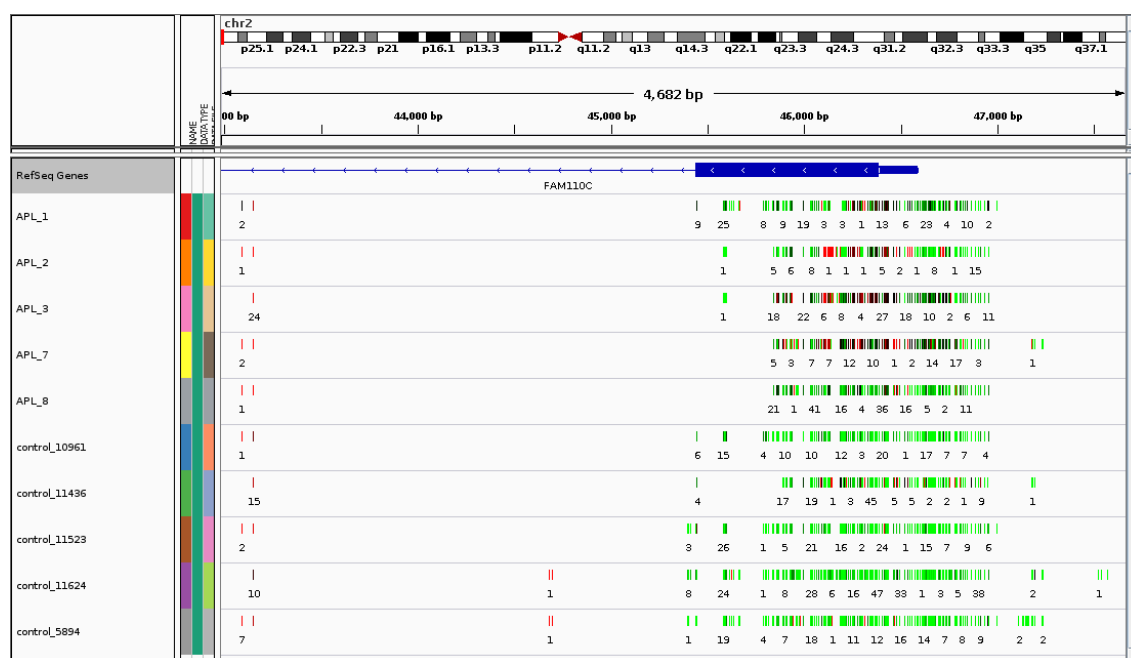 chr2
p25.1 p24.1 p22.3 p21 p16.1 p13.3 p11.2 q11.2 q13 q14.3 q22.1 q23.3 q24.3 q31.2 q32.3 q33.3 q35 q37.1
4,682 bp
00 bp 44,000 bp 45,000 bp 46,000 bp 47,000 bp
NAME
DATA TYPE
DATA FILE
RefSeq Genes
FAM110C
APL_1
2 9 25 8 9 19 3 3 1 13 6 23 4 10 2
APL_2
1 1 5 6 8 1 1 1 5 2 1 8 1 15
APL_3
24 1 18 22 6 8 4 27 18 10 2 6 11
APL_7
2 5 3 7 7 12 10 1 2 14 17 3 1
APL_8
1 21 1 41 16 4 36 16 5 2 11
control_10961
1 6 15 4 10 10 12 3 20 1 17 7 7 4
control_11436
15 4 17 19 1 3 45 5 5 2 2 1 9 1
control_11523
2 3 26 1 5 21 16 2 24 1 15 7 9 6
control_11624
10 1 8 24 1 8 28 6 16 47 33 1 3 5 38 2 1
control_5894
7 1 1 19 4 7 18 1 11 12 16 14 7 8 9 2 2